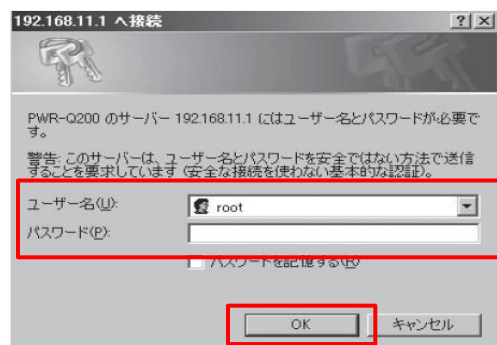 192.168.11.1 へ接続
PWR-Q200 のサーバー 192.168.11.1 にはユーザー名とパスワードが必要で
す。
警告: このサーバーは、ユーザー名とパスワードを安全ではない方法で送信
することを要求しています (安全な接続を使わない基本的な認証)。
ユーザー名(U):
root
パスワード(P):
パスワードを記憶する(R)
OK
キャンセル